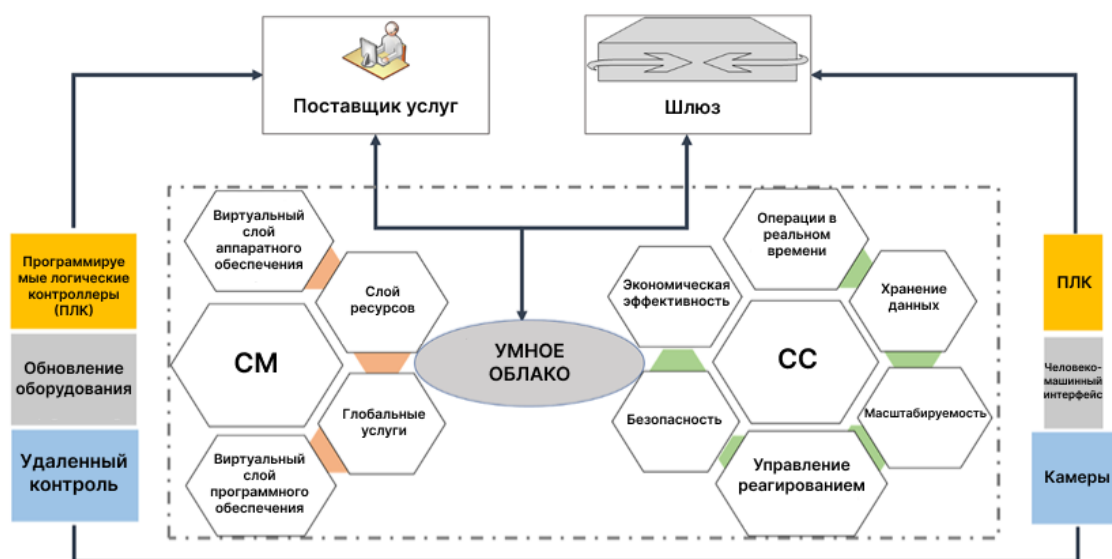 Поставщик услуг
Шлюз
Программируе
мые логические
контроллеры
(ПЛК)
Обновление
оборудования
Удаленный
контроль
Виртуальный
слой
аппаратного
обеспечения
Слой
ресурсов
СМ
Глобальные
услуги
Виртуальный
слой
программного
обеспечения
УМНОЕ
ОБЛАКО
Операции в
реальном
времени
Экономическая
эффективность
Хранение
данных
СС
Безопасность
Масштабируемость
Управление
реагированием
ПЛК
Человеко-
машинный
интерфейс
Камеры